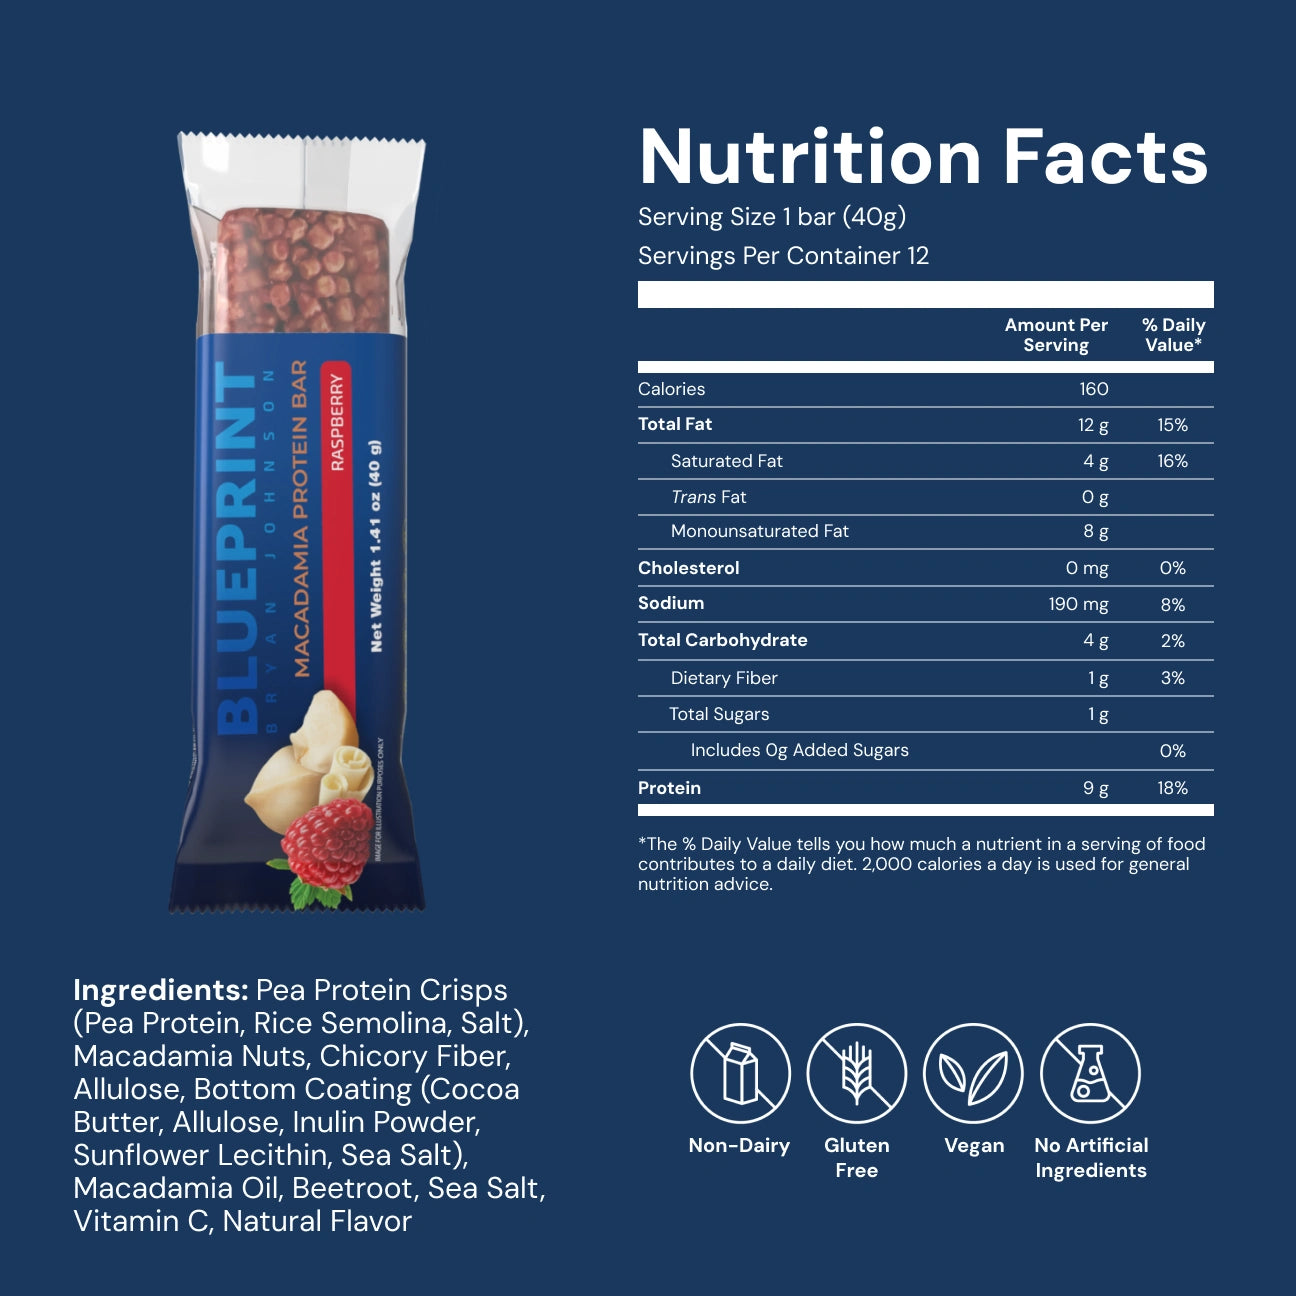 BLUEPRINT
BRYAN JOHNSON
MACADAMIA PROTEIN BAR
RASPBERRY
Net Weight 1.41 oz (40 g)
IMAGE FOR ILLUSTRATION PURPOSES ONLY
Nutrition Facts
Serving Size 1 bar (40g)
Servings Per Container 12
Amount Per Serving % Daily Value*
Calories 160
Total Fat 12 g 15%
Saturated Fat 4 g 16%
Trans Fat 0 g
Monounsaturated Fat 8 g
Cholesterol 0 mg 0%
Sodium 190 mg 8%
Total Carbohydrate 4 g 2%
Dietary Fiber 1 g 3%
Total Sugars 1 g
Includes 0g Added Sugars 0%
Protein 9 g 18%
*The % Daily Value tells you how much a nutrient in a serving of food
contributes to a daily diet. 2,000 calories a day is used for general
nutrition advice.
Ingredients: Pea Protein Crisps
(Pea Protein, Rice Semolina, Salt),
Macadamia Nuts, Chicory Fiber,
Allulose, Bottom Coating (Cocoa
Butter, Allulose, Inulin Powder,
Sunflower Lecithin, Sea Salt),
Macadamia Oil, Beetroot, Sea Salt,
Vitamin C, Natural Flavor
Non-Dairy
Gluten
Free
Vegan
No Artificial
Ingredients